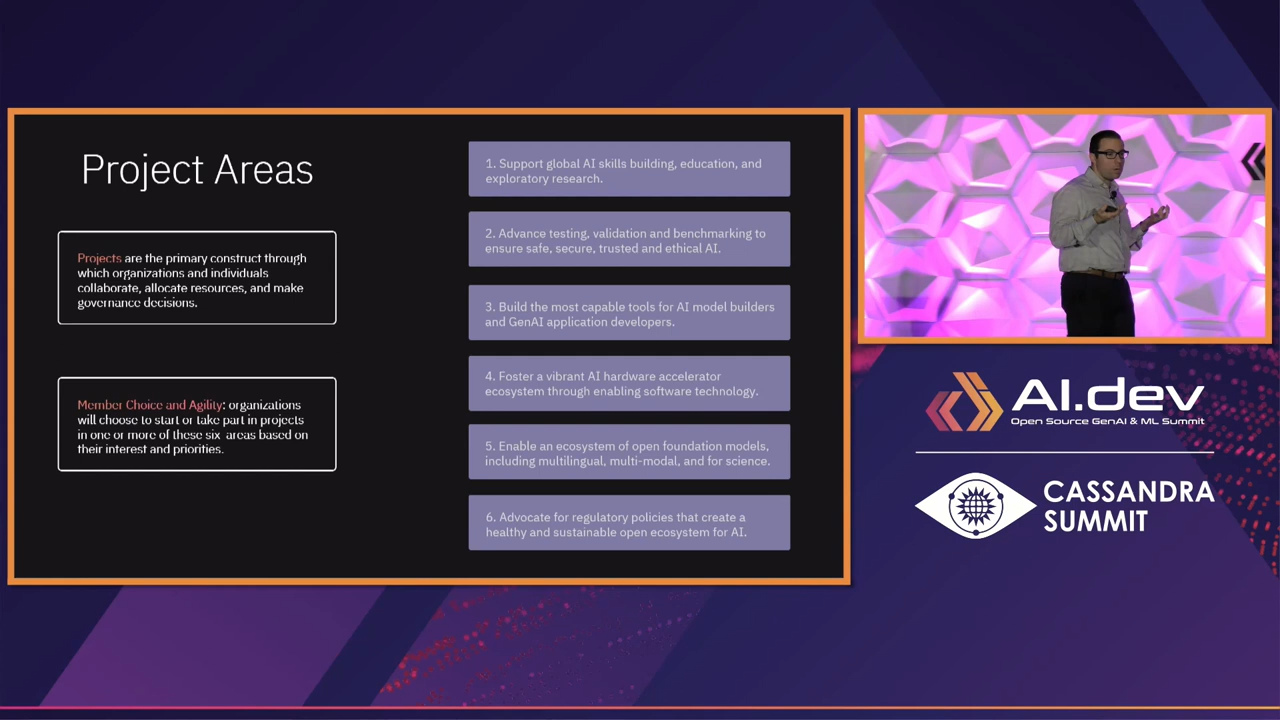 Project Areas
Projects are the primary construct through
which organizations and individuals
collaborate, allocate resources, and make
governance decisions.
Member Choice and Agility: organizations
will choose to start or take part in projects
in one or more of these six areas based on
their interest and priorities.
1. Support global AI skills building, education, and
exploratory research.
2. Advance testing, validation and benchmarking to
ensure safe, secure, trusted and ethical AI.
3. Build the most capable tools for AI model builders
and GenAI application developers.
4. Foster a vibrant AI hardware accelerator
ecosystem through enabling software technology.
5. Enable an ecosystem of open foundation models,
including multilingual, multi-modal, and for science.
6. Advocate for regulatory policies that create a
healthy and sustainable open ecosystem for AI.
AI.dev
Open Source GenAI & ML Summit
CASSANDRA
SUMMIT